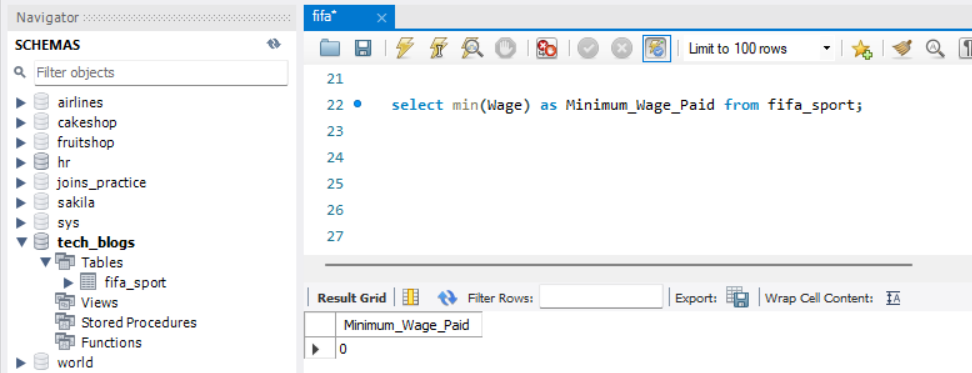 Navigator
SCHEMAS
Filter objects
airlines
cakeshop
fruitshop
hr
joins_practice
sakila
sys
tech_blogs
Tables
fifa_sport
Views
Stored Procedures
Functions
world
fifa*
Limit to 100 rows
21
22 select min(Wage) as Minimum_Wage_Paid from fifa_sport;
23
24
25
26
27
Result Grid Filter Rows: Export: Wrap Cell Content:
Minimum_Wage_Paid
0